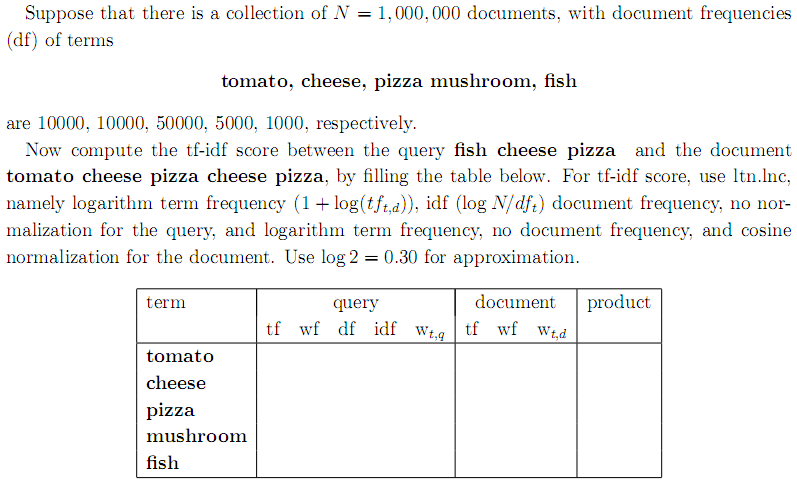 Suppose that there is a collection of N = 1,000,000 documents, with document frequencies
(df) of terms
tomato, cheese, pizza mushroom, fish
are 10000, 10000, 50000, 5000, 1000, respectively.
Now compute the tf-idf score between the query fish cheese pizza and the document
tomato cheese pizza cheese pizza, by filling the table below. For tf-idf score, use ltn.lnc,
namely logarithm term frequency (1 + log(tf_{t,d})), idf (log N/df_t) document frequency, no nor-
malization for the query, and logarithm term frequency, no document frequency, and cosine
normalization for the document. Use log 2 = 0.30 for approximation.
term query document product
tf wf df idf w_{t,q} tf wf w_{t,d}
tomato
cheese
pizza
mushroom
fish